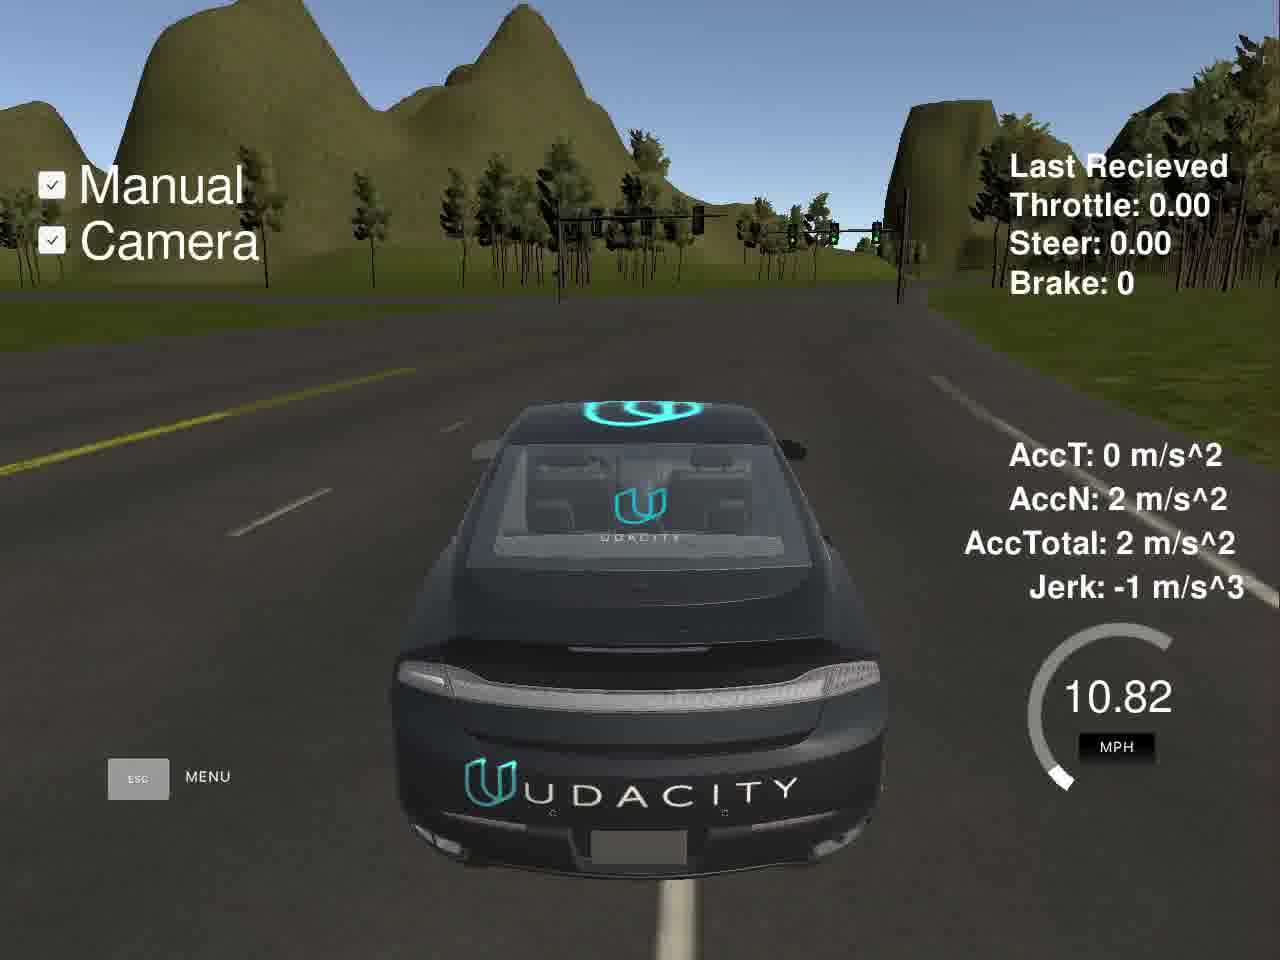 Manual
Camera
Last Recieved
Throttle: 0.00
Steer: 0.00
Brake: 0
AccT: 0 m/s^2
AccN: 2 m/s^2
AccTotal: 2 m/s^2
Jerk: -1 m/s^3
UDACITY
10.82
MPH
ESC MENU
UDACITY